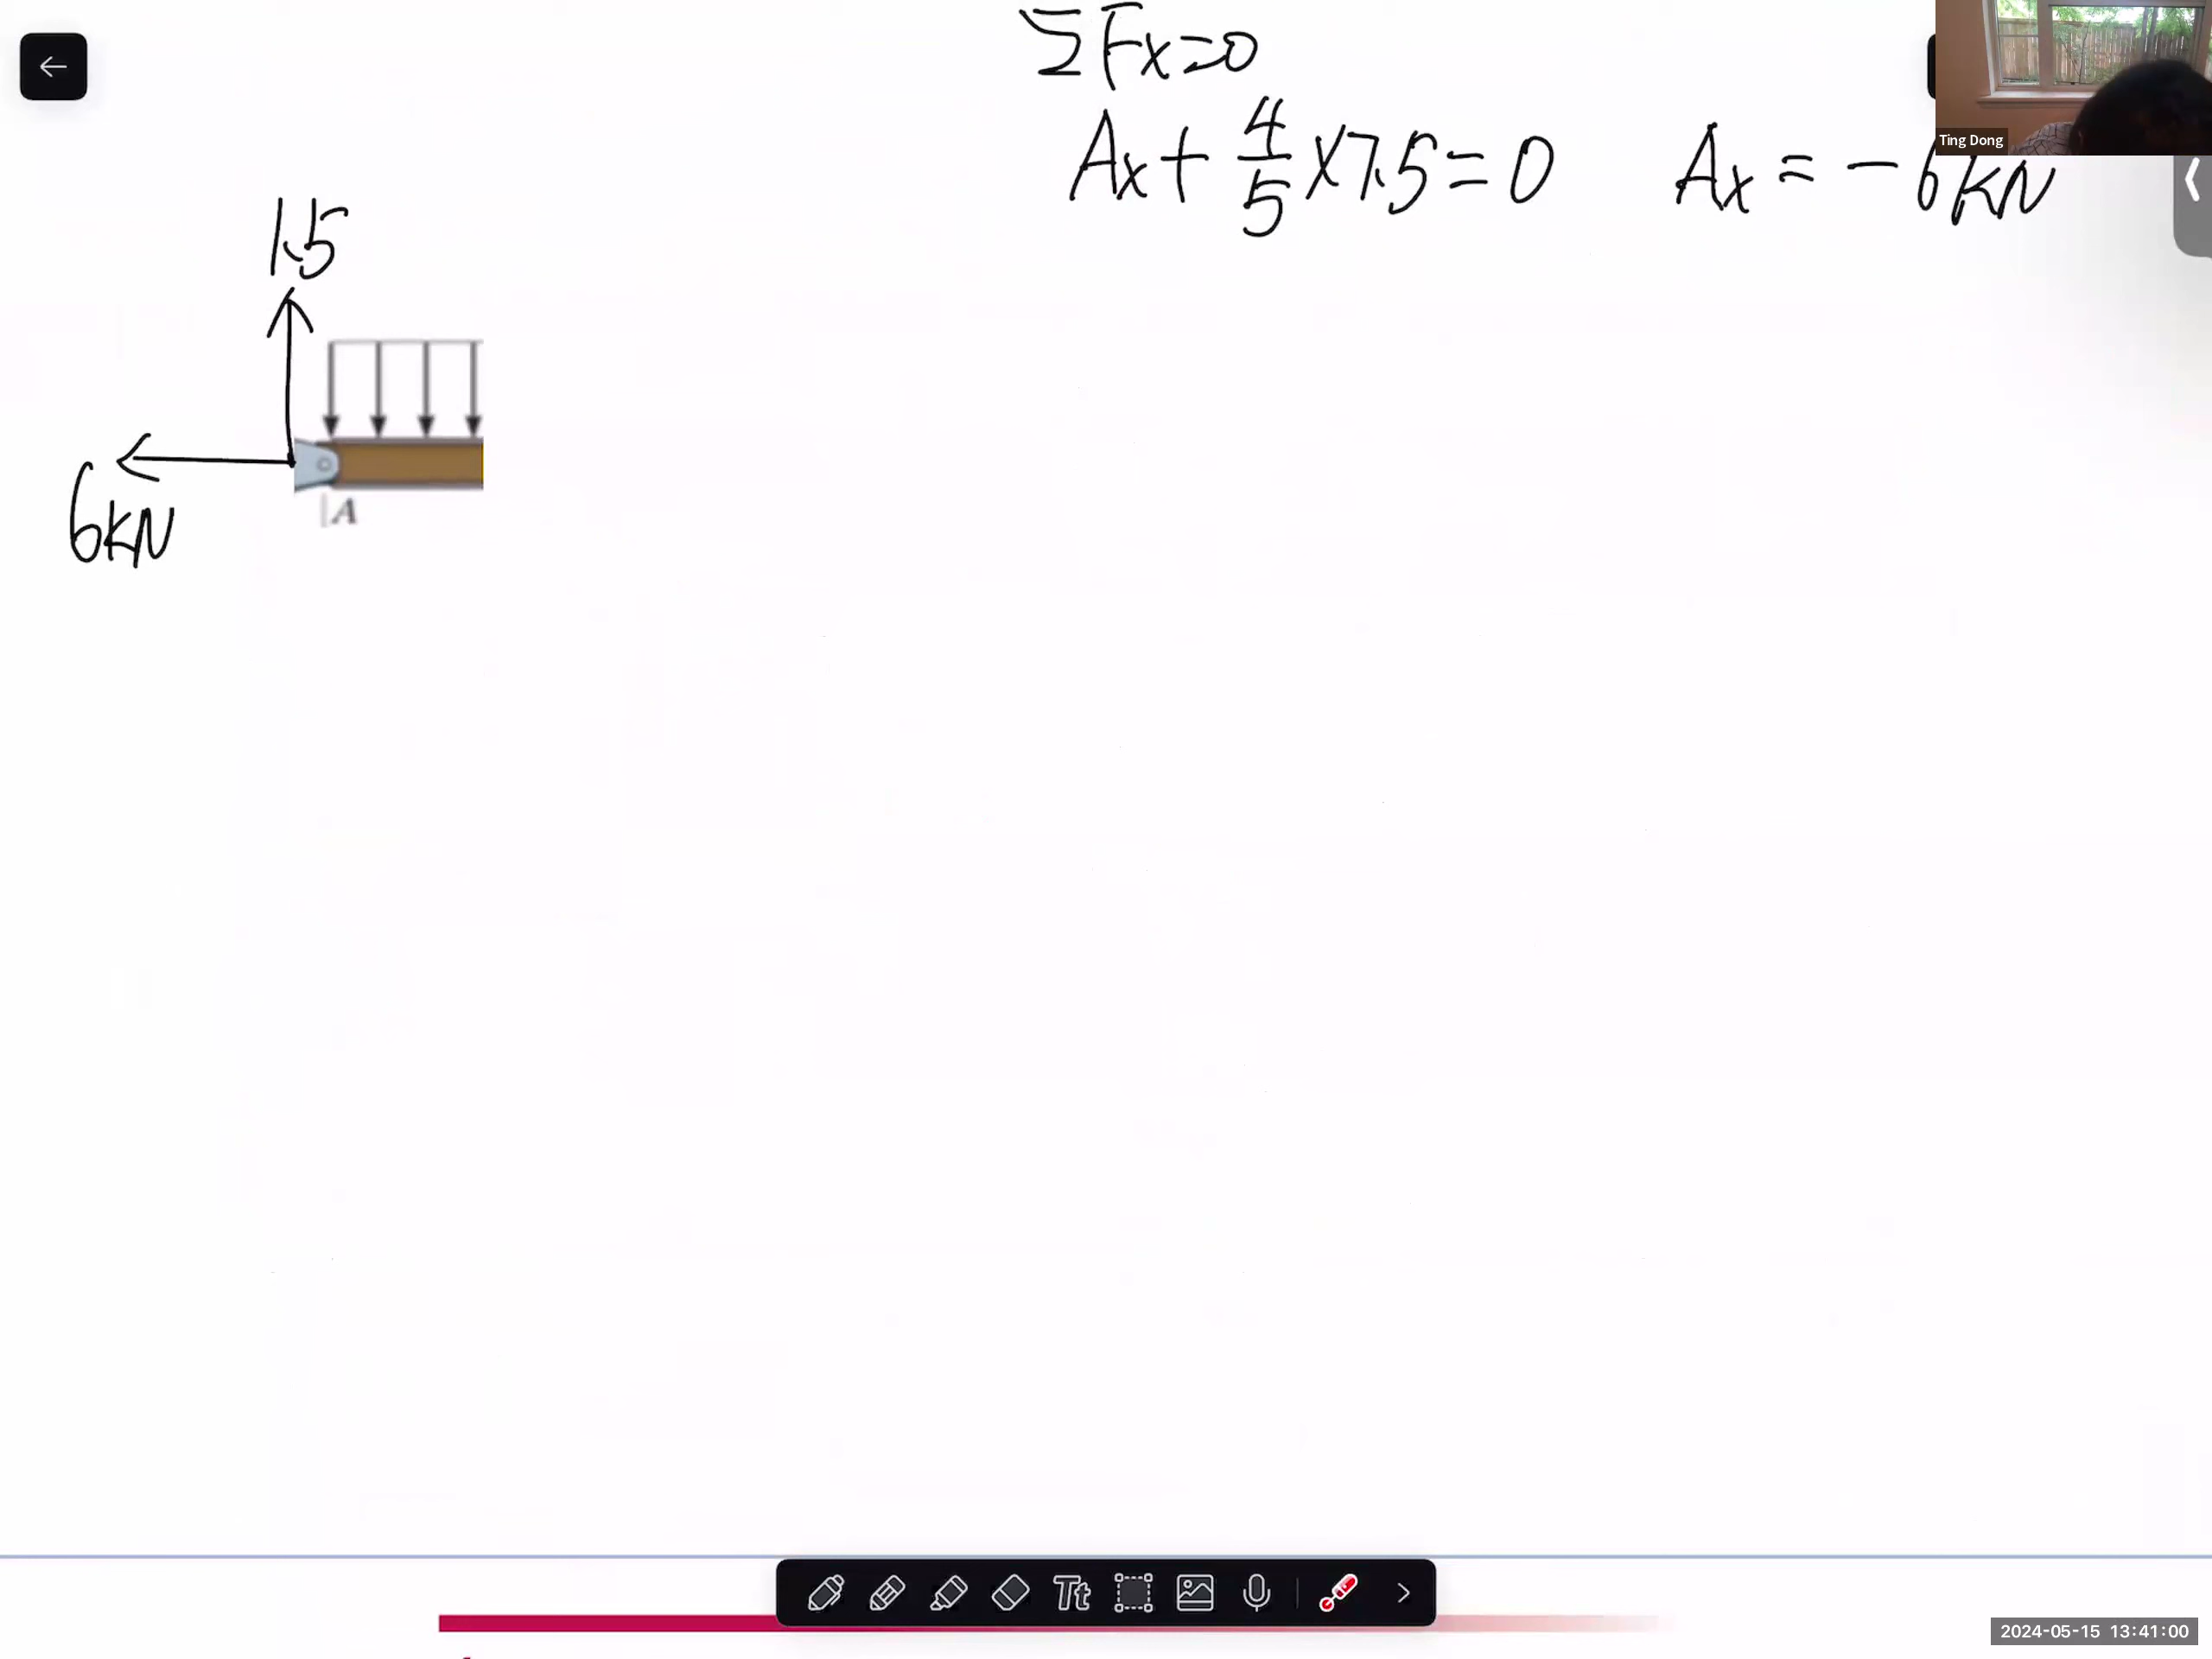 ΣFx=0
Ax + 4/5 x7.5 = 0 Ax = - 6kN
Ting Dong
1.5
6kN
A
Tt
2024-05-15 13:41:00